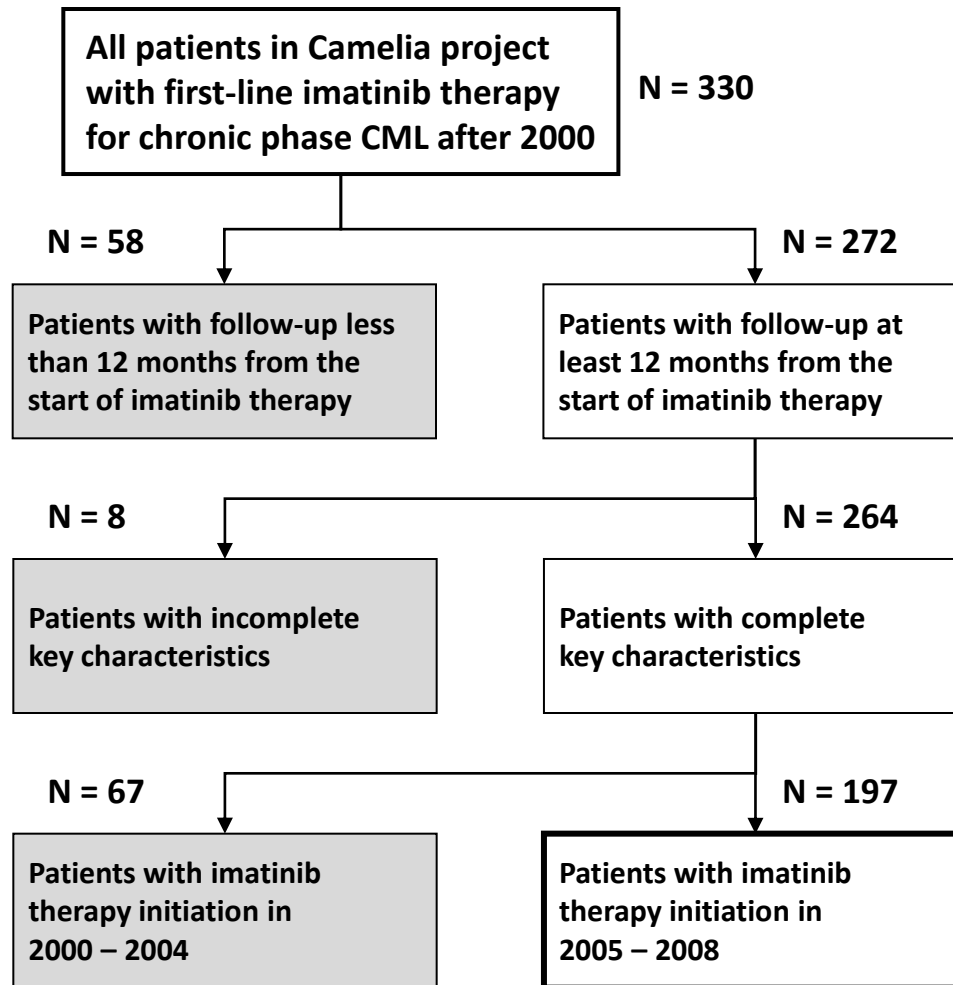 All patients in Camelia project
with first-line imatinib therapy
for chronic phase CML after 2000
N = 330
N = 58
N = 272
Patients with follow-up less
than 12 months from the
start of imatinib therapy
Patients with follow-up at
least 12 months from the
start of imatinib therapy
N = 8
N = 264
Patients with incomplete
key characteristics
Patients with complete
key characteristics
N = 67
N = 197
Patients with imatinib
therapy initiation in
2000 – 2004
Patients with imatinib
therapy initiation in
2005 – 2008